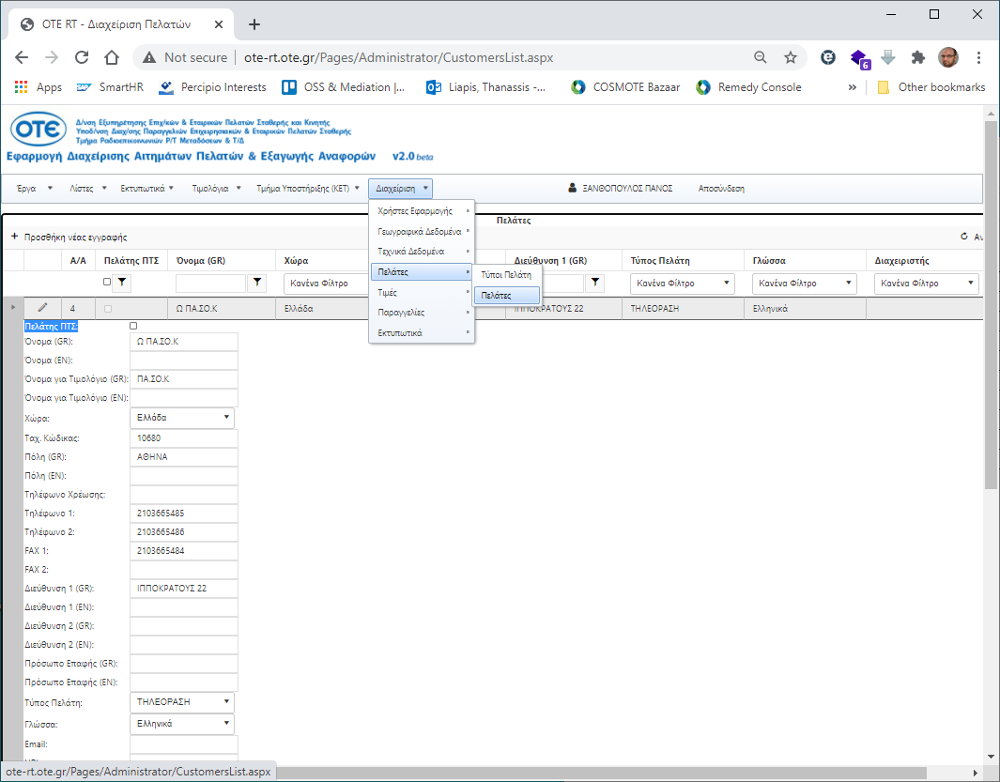 OTE RT - Διαχείριση Πελατών
Not secure | ote-rt.ote.gr/Pages/Administrator/CustomersList.aspx
6
Apps SAP SmartHR Percipio Interests OSS & Mediation |... Liapis, Thanassis -... COSMOTE Bazaar Remedy Console » Other bookmarks
OTE
Δ/νση Εξυπηρέτησης Επιχ/κών & Εταιρικών Πελατών Σταθερής και Κινητής
Υποδ/νση Διαχ/σης Παραγγελιών Επιχειρησιακών & Εταιρικών Πελατών Σταθερής
Τμήμα Ραδιοεπικοινωνιών Ρ/Τ Μεταδόσεων & Τ/Δ
Εφαρμογή Διαχείρισης Αιτημάτων Πελατών & Εξαγωγής Αναφορών v2.0 beta
Έργα Λίστες Εκτυπωτικά Τιμολόγια Τμήμα Υποστήριξης (ΚΕΤ) Διαχείριση ΞΑΝΘΟΠΟΥΛΟΣ ΠΑΝΟΣ Αποσύνδεση
Χρήστες Εφαρμογής
Γεωγραφικά Δεδομένα
Τεχνικά Δεδομένα
Πελάτες
Τιμές
Παραγγελίες
Εκτυπωτικά
Τύποι Πελάτη
Πελάτες
Πελάτες
+ Προσθήκη νέας εγγραφής Αν
Α/Α Πελάτης ΠΤΣ Όνομα (GR) Χώρα Διεύθυνση 1 (GR) Τύπος Πελάτη Γλώσσα Διαχειριστής
Κανένα Φίλτρο Κανένα Φίλτρο Κανένα Φίλτρο Κανένα Φίλτρο
4 Ω ΠΑ.ΣΟ.Κ Ελλάδα ΙΠΠΟΚΡΑΤΟΥΣ 22 ΤΗΛΕΟΡΑΣΗ Ελληνικά
Πελάτης ΠΤΣ:
Όνομα (GR): Ω ΠΑ.ΣΟ.Κ
Όνομα (EN):
Όνομα για Τιμολόγιο (GR): ΠΑ.ΣΟ.Κ
Όνομα για Τιμολόγιο (EN):
Χώρα: Ελλάδα
Ταχ. Κώδικας: 10680
Πόλη (GR): ΑΘΗΝΑ
Πόλη (EN):
Τηλέφωνο Χρέωσης:
Τηλέφωνο 1: 2103665485
Τηλέφωνο 2: 2103665486
FAX 1: 2103665484
FAX 2:
Διεύθυνση 1 (GR): ΙΠΠΟΚΡΑΤΟΥΣ 22
Διεύθυνση 1 (EN):
Διεύθυνση 2 (GR):
Διεύθυνση 2 (EN):
Πρόσωπο Επαφής (GR):
Πρόσωπο Επαφής (EN):
Τύπος Πελάτη: ΤΗΛΕΟΡΑΣΗ
Γλώσσα: Ελληνικά
Email:
ote-rt.ote.gr/Pages/Administrator/CustomersList.aspx